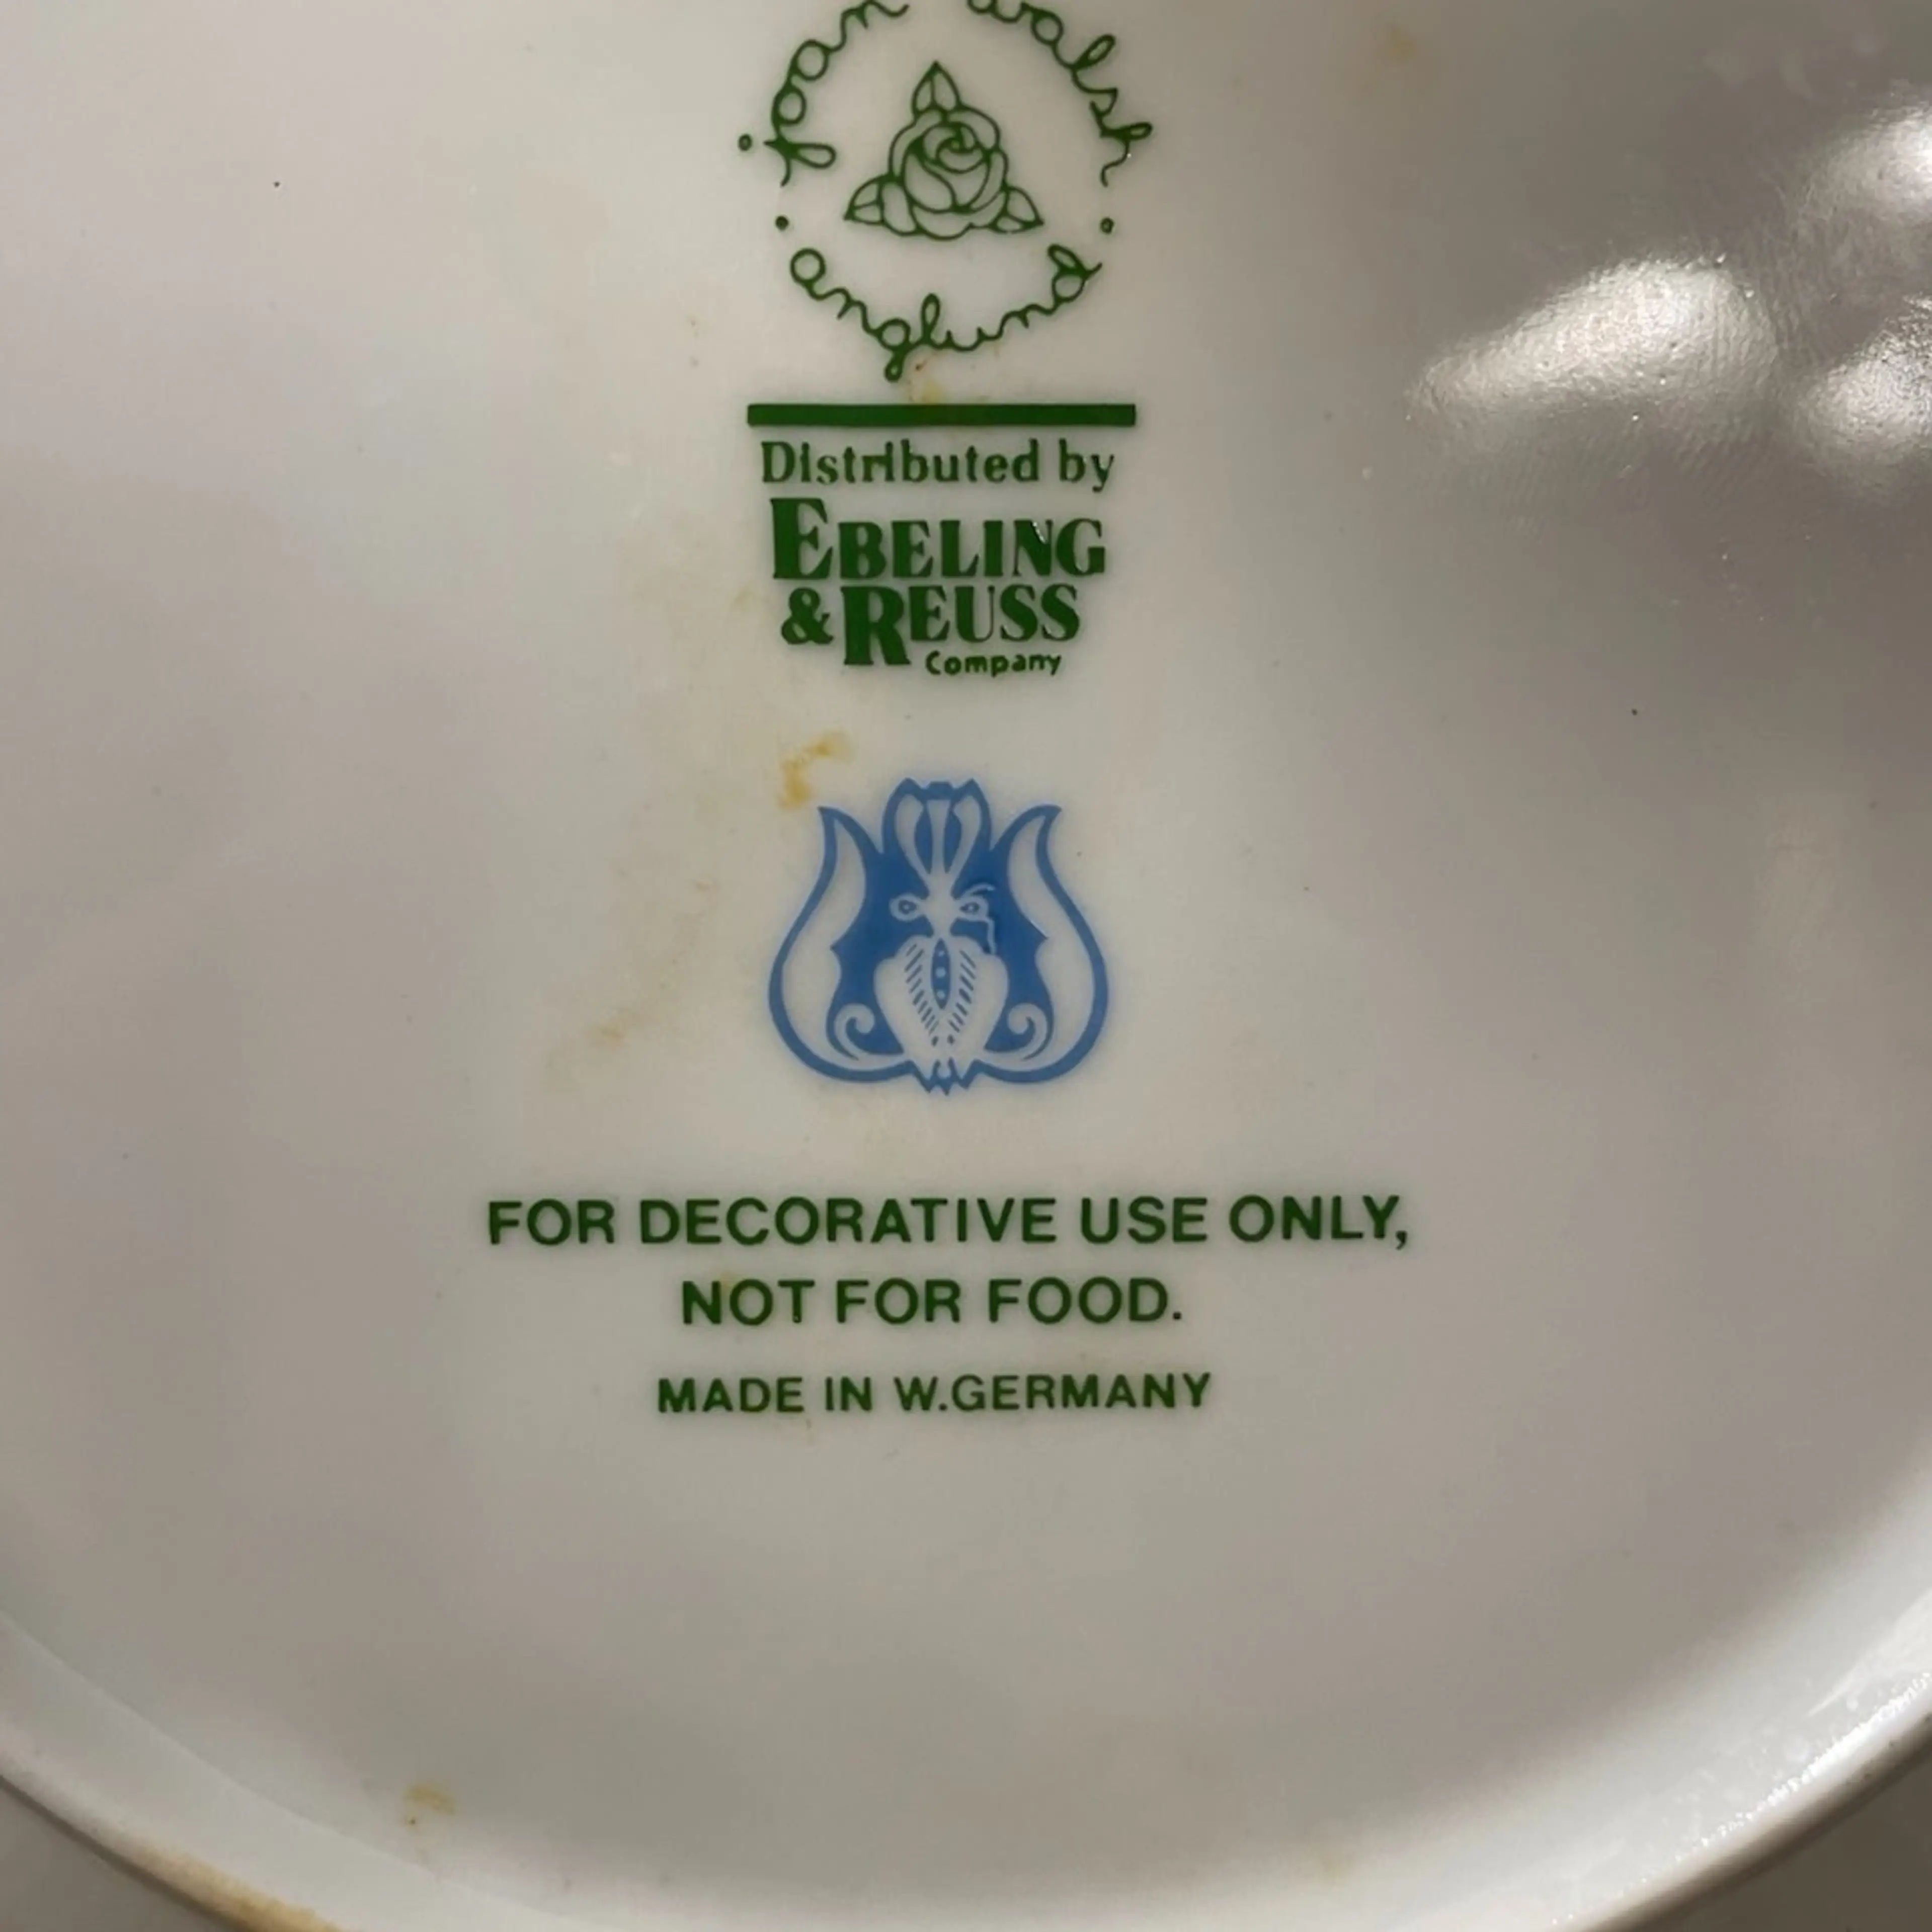 joan walsh
anglund
Distributed by
EBELING
& REUSS
Company
FOR DECORATIVE USE ONLY,
NOT FOR FOOD.
MADE IN W.GERMANY